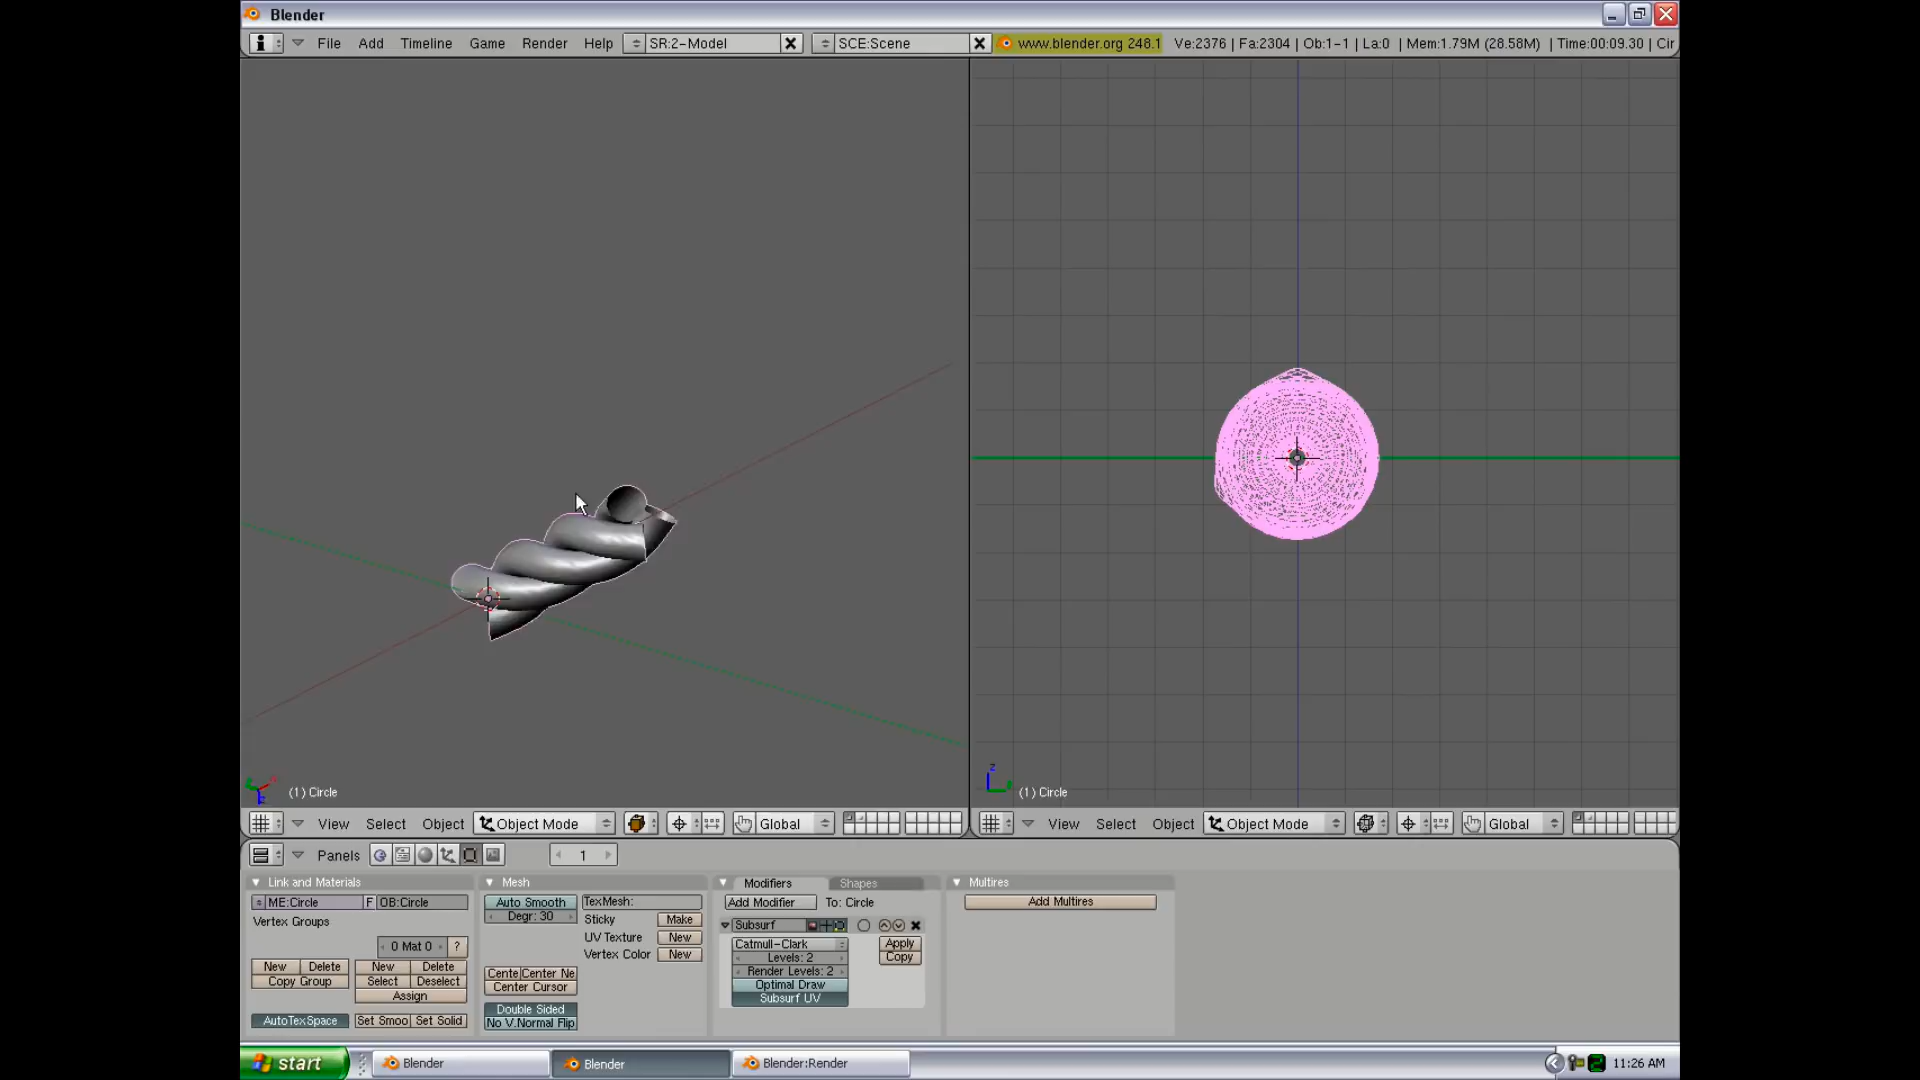 Blender
File Add Timeline Game Render Help SR:2-Model SCE:Scene www.blender.org 248.1 Ve:2376 | Fa:2304 | Ob:1-1 | La:0 | Mem:1.79M (28.58M) | Time:00:09.30 | Cir
(1) Circle
z
(1) Circle
View Select Object Object Mode Global
View Select Object Object Mode Global
Panels 1
Link and Materials
ME:Circle F OB:Circle
Vertex Groups
0 Mat 0 ?
New Delete New Delete
Copy Group Select Deselect
Assign
AutoTexSpace Set Smoo Set Solid
Mesh
Auto Smooth TexMesh:
Degr: 30 Sticky Make
UV Texture New
Vertex Color New
Cente Center Ne
Center Cursor
Double Sided
No V.Normal Flip
Modifiers Shapes
Add Modifier To: Circle
Subsurf
Catmull-Clark Apply
Levels: 2 Copy
Render Levels: 2
Optimal Draw
Subsurf UV
Multires
Add Multires
start Blender Blender Blender:Render 11:26 AM